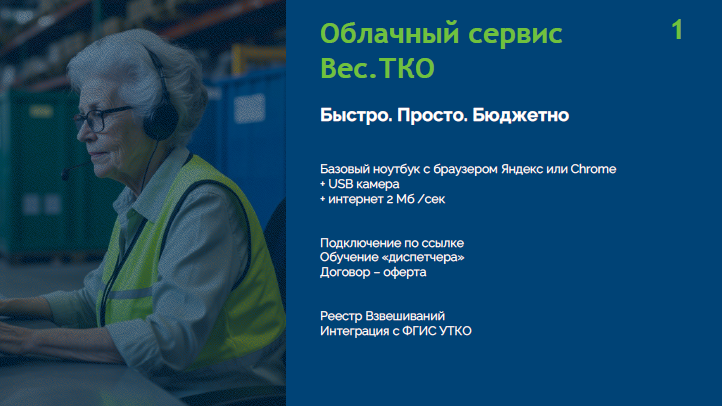 Облачный сервис
Вес.ТКО
1
Быстро. Просто. Бюджетно
Базовый ноутбук с браузером Яндекс или Chrome
+ USB камера
+ интернет 2 Мб /сек
Подключение по ссылке
Обучение «диспетчера»
Договор – оферта
Реестр Взвешиваний
Интеграция с ФГИС УТКО